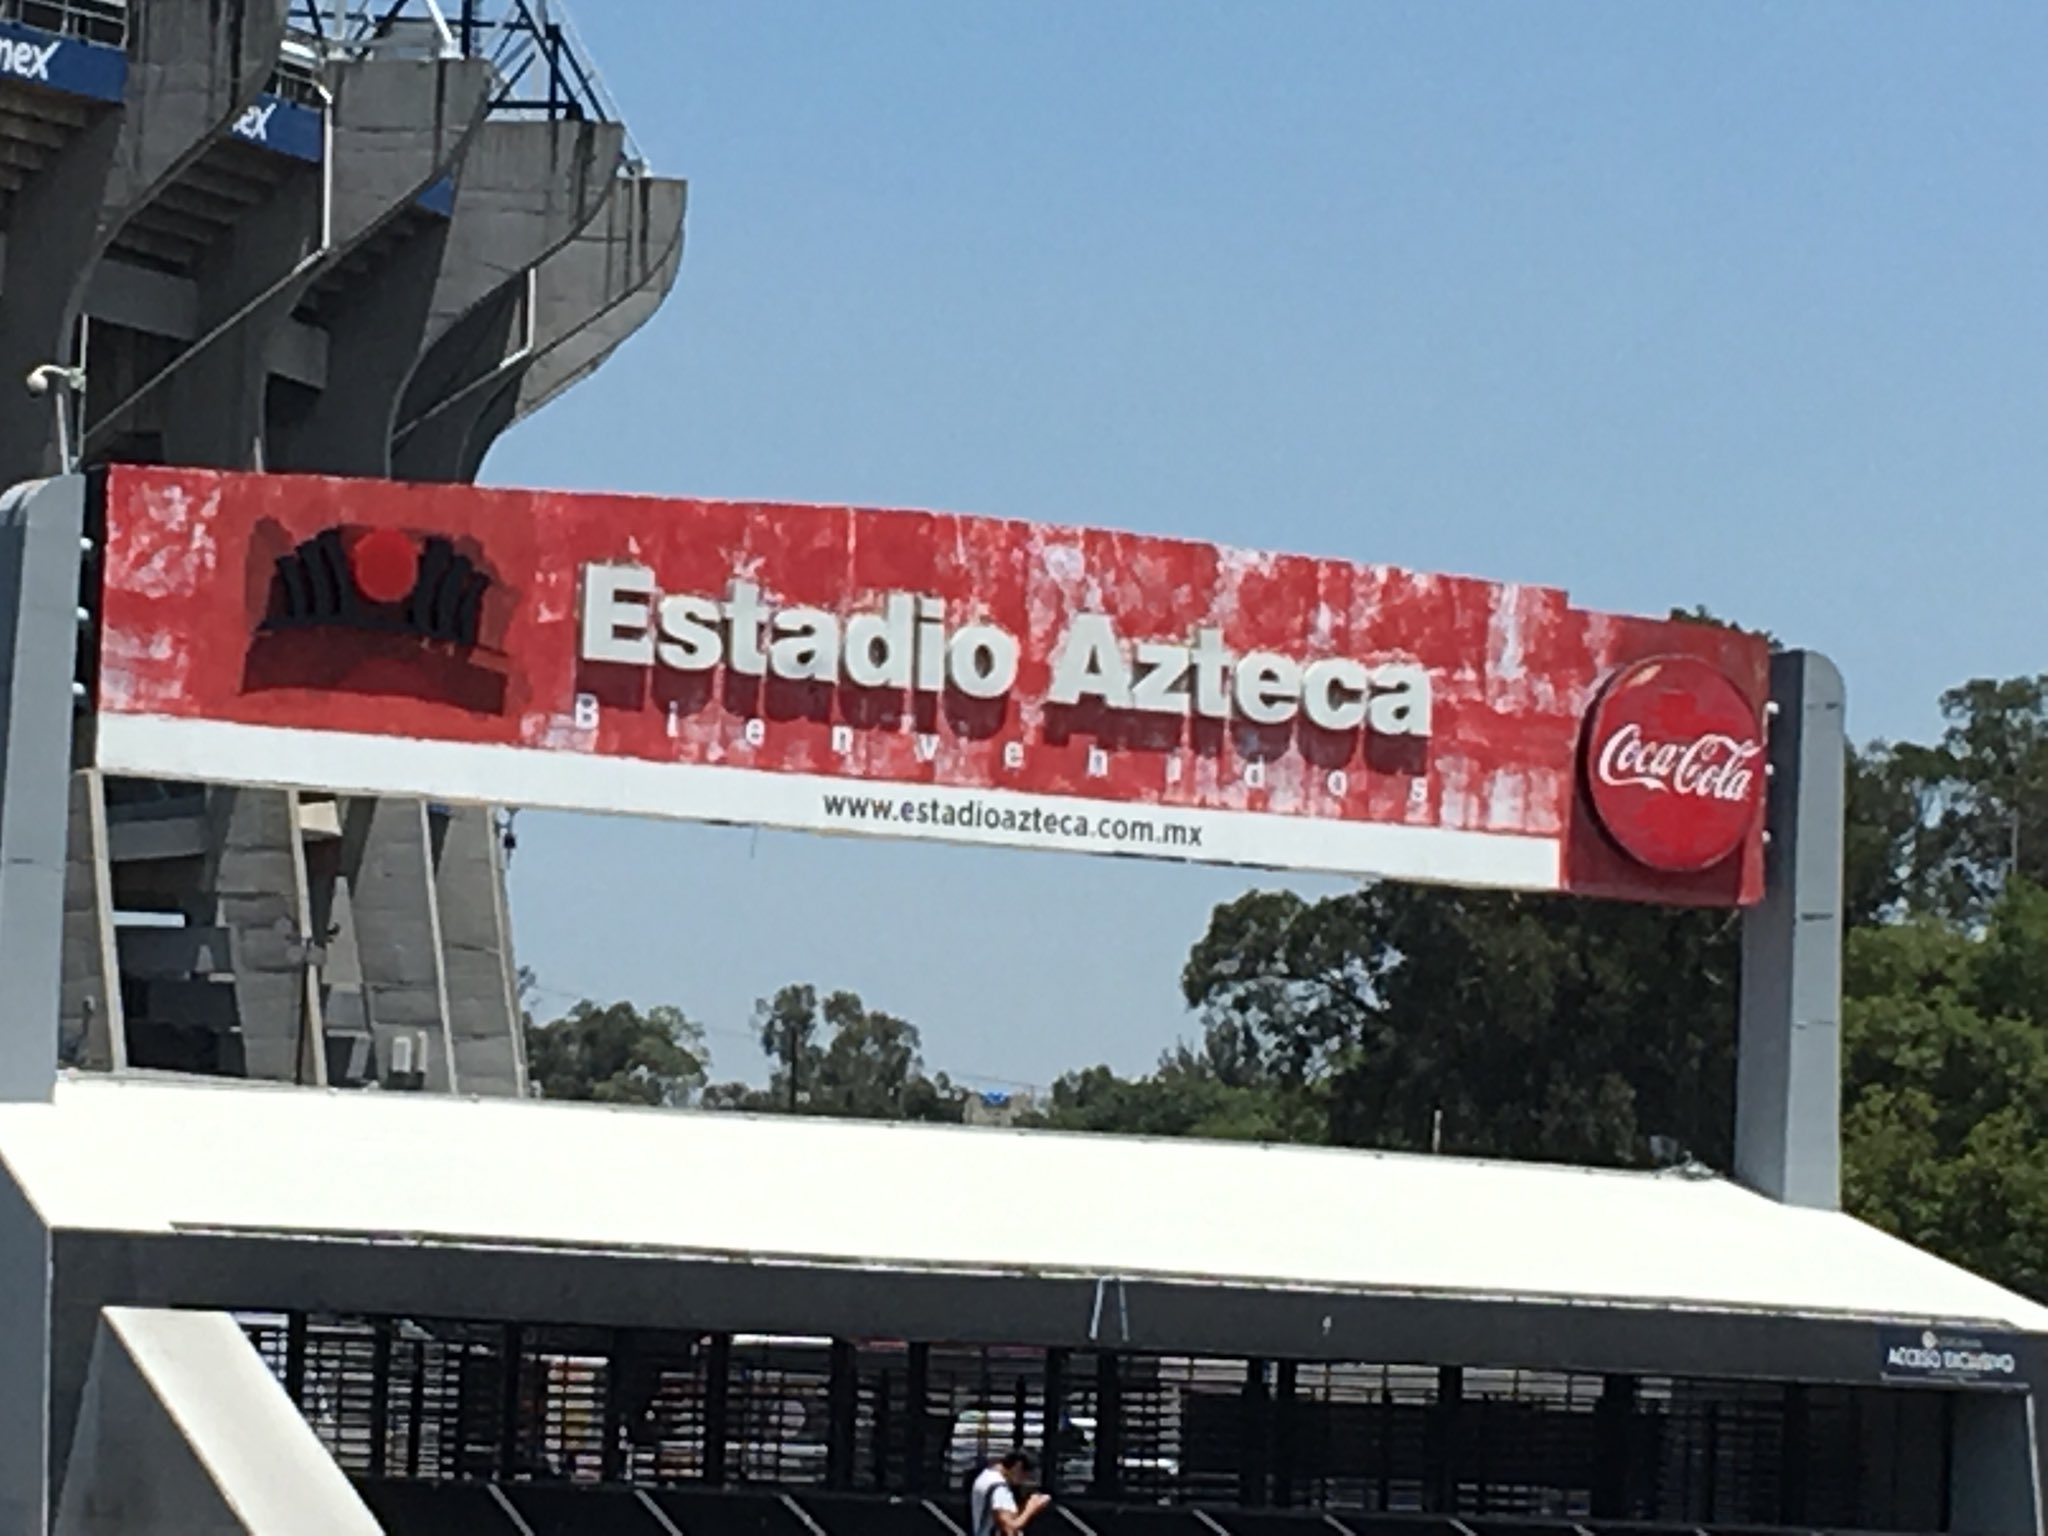 Estadio Azteca
Bienvenidos
www.estadioazteca.com.mx
Coca-Cola
ACCESO EXCLUSIVO